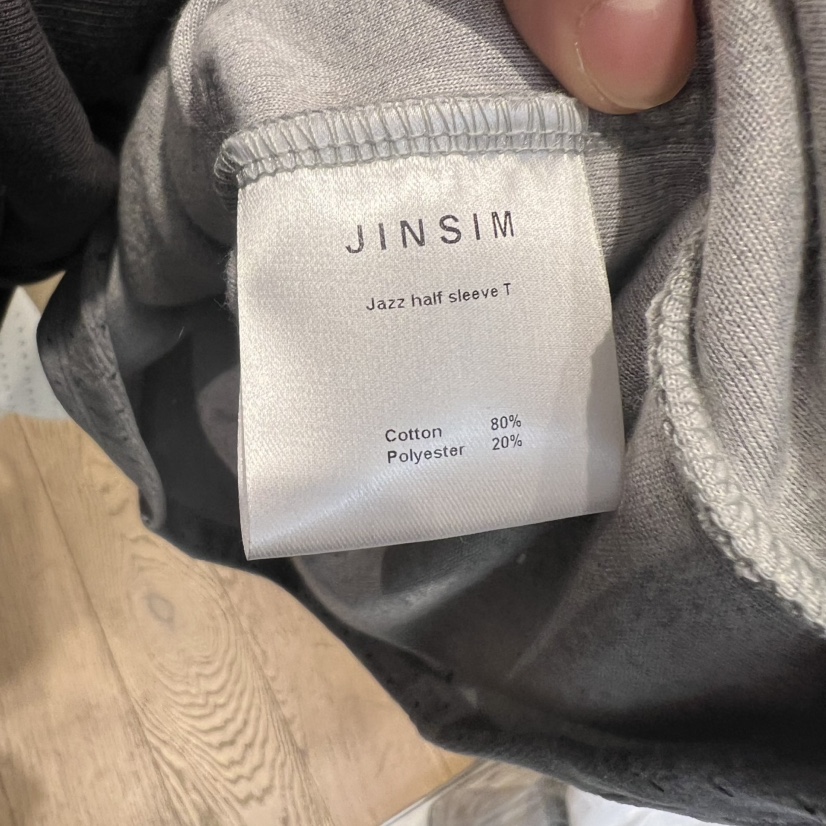 JINSIM
Jazz half sleeve T
Cotton 80%
Polyester 20%